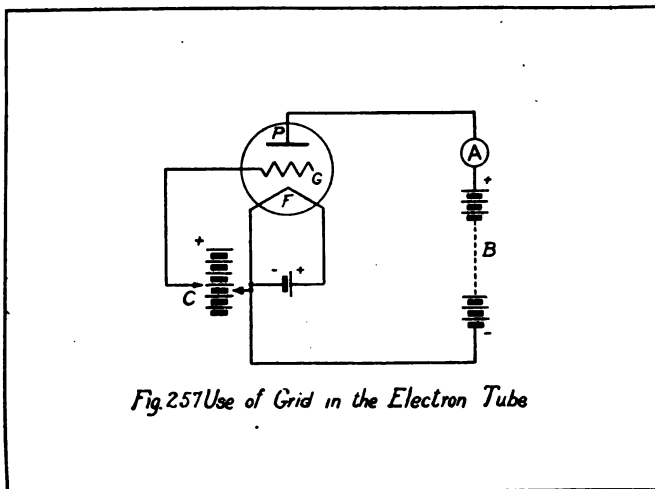 P
A
G
+
F
+
B
- +
C
-
Fig. 257 Use of Grid in the Electron Tube